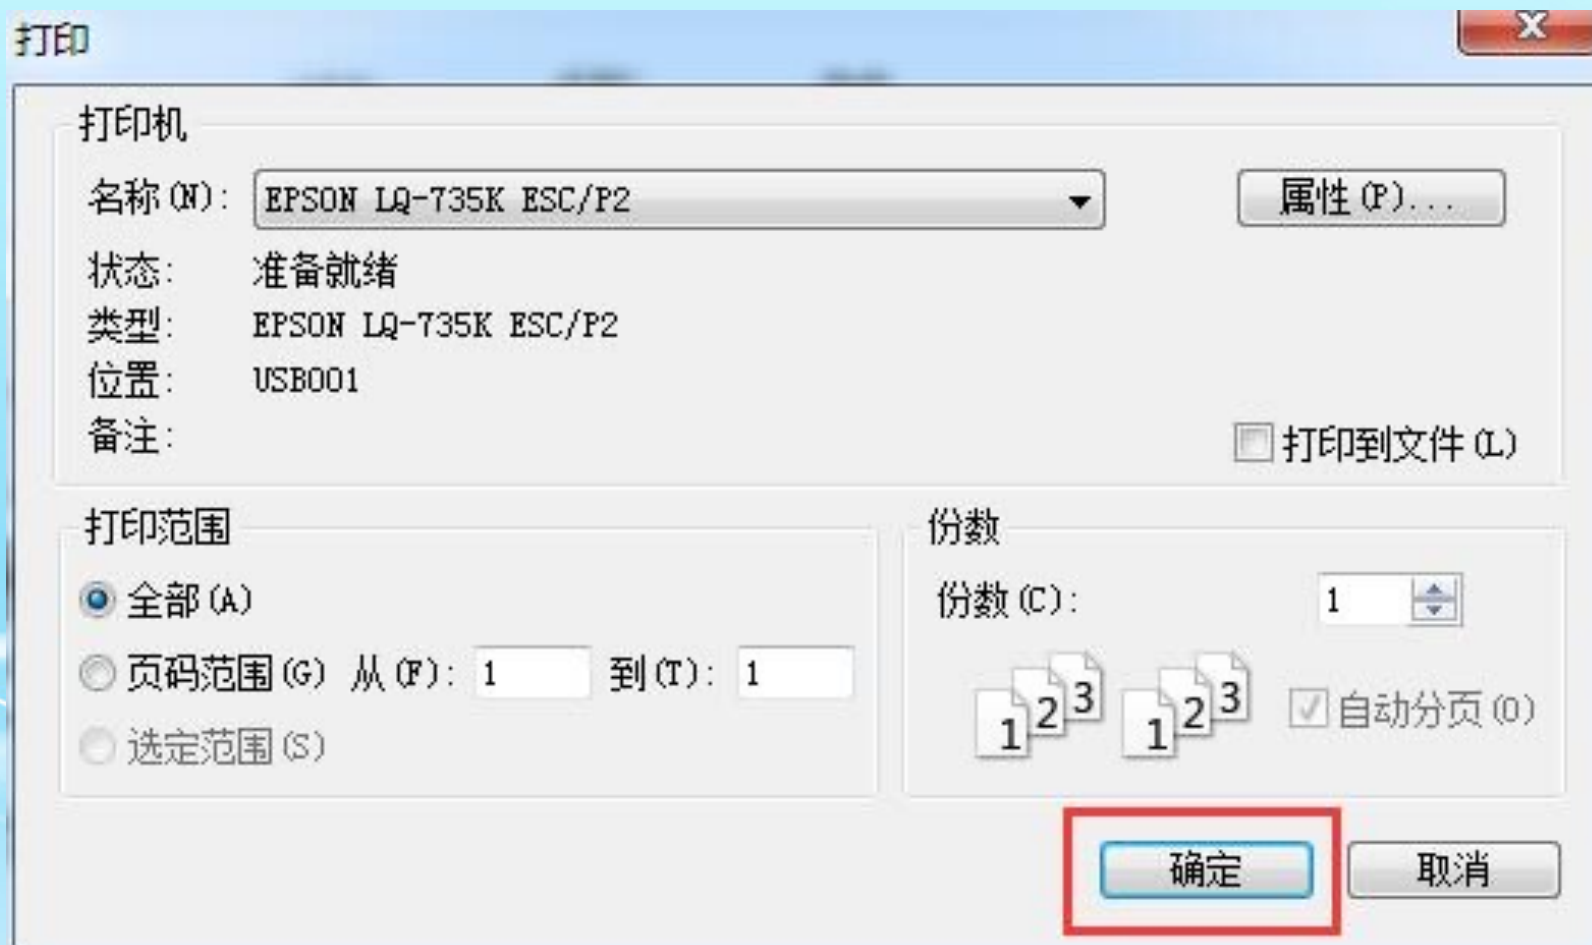 打印
打印机
名称(N): EPSON LQ-735K ESC/P2 属性(P)...
状态: 准备就绪
类型: EPSON LQ-735K ESC/P2
位置: USB001
备注:
打印到文件(L)
打印范围
全部(A)
页码范围(G) 从(F): 1 到(T): 1
选定范围(S)
份数
份数(C): 1
1 2 3 1 2 3 自动分页(O)
确定 取消